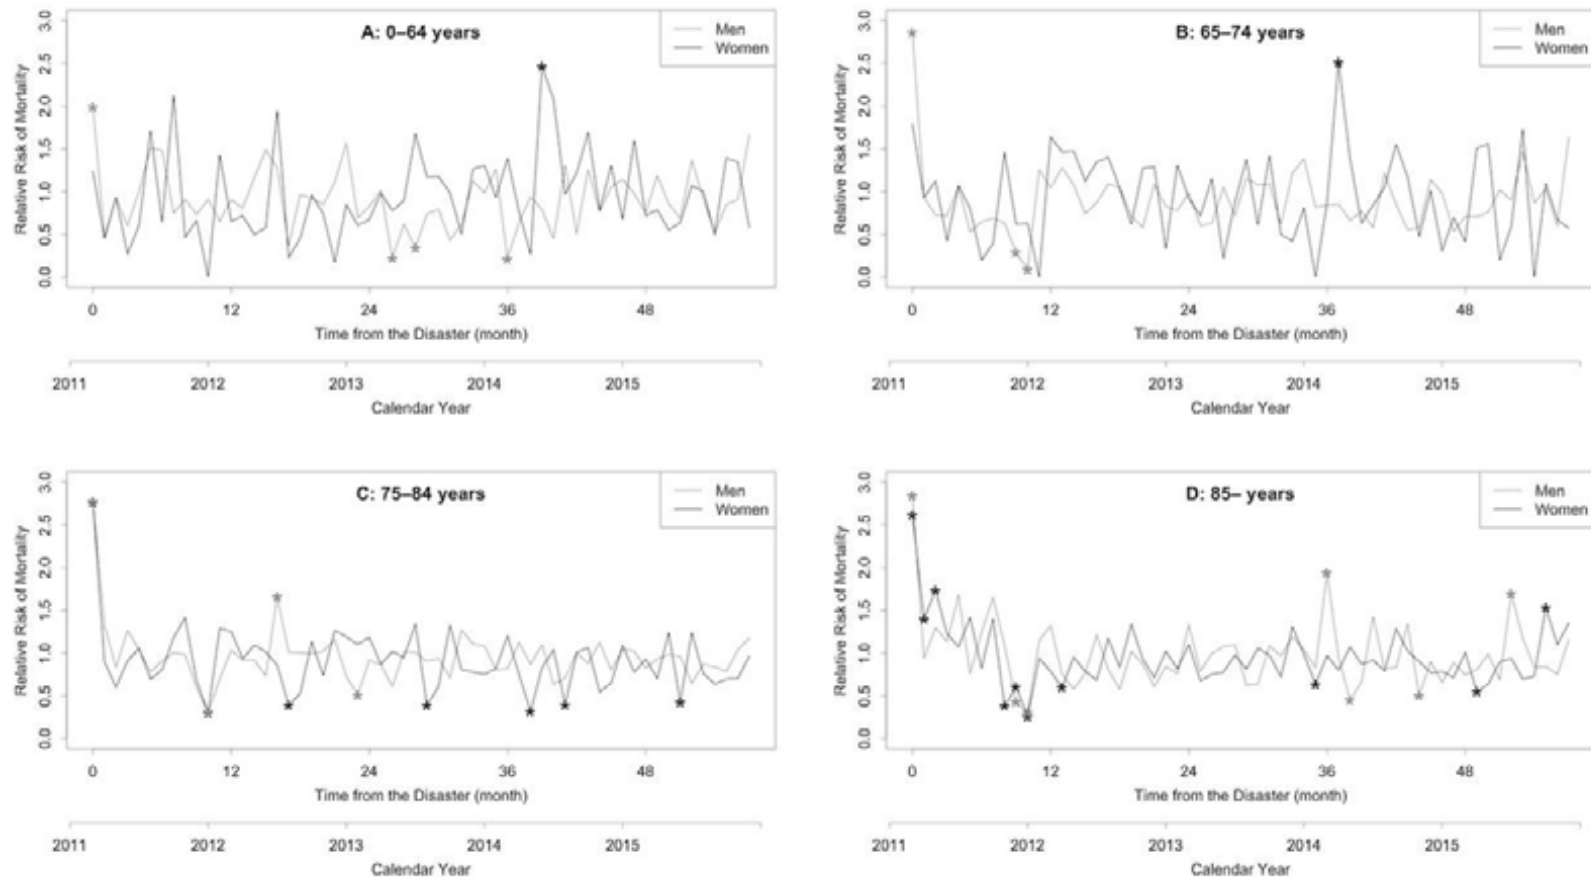 A: 0–64 years
Men
Women
Relative Risk of Mortality
0.0 0.5 1.0 1.5 2.0 2.5 3.0
0 12 24 36 48
Time from the Disaster (month)
2011 2012 2013 2014 2015
Calendar Year
B: 65–74 years
Men
Women
Relative Risk of Mortality
0.0 0.5 1.0 1.5 2.0 2.5 3.0
0 12 24 36 48
Time from the Disaster (month)
2011 2012 2013 2014 2015
Calendar Year
C: 75–84 years
Men
Women
Relative Risk of Mortality
0.0 0.5 1.0 1.5 2.0 2.5 3.0
0 12 24 36 48
Time from the Disaster (month)
2011 2012 2013 2014 2015
Calendar Year
D: 85– years
Men
Women
Relative Risk of Mortality
0.0 0.5 1.0 1.5 2.0 2.5 3.0
0 12 24 36 48
Time from the Disaster (month)
2011 2012 2013 2014 2015
Calendar Year